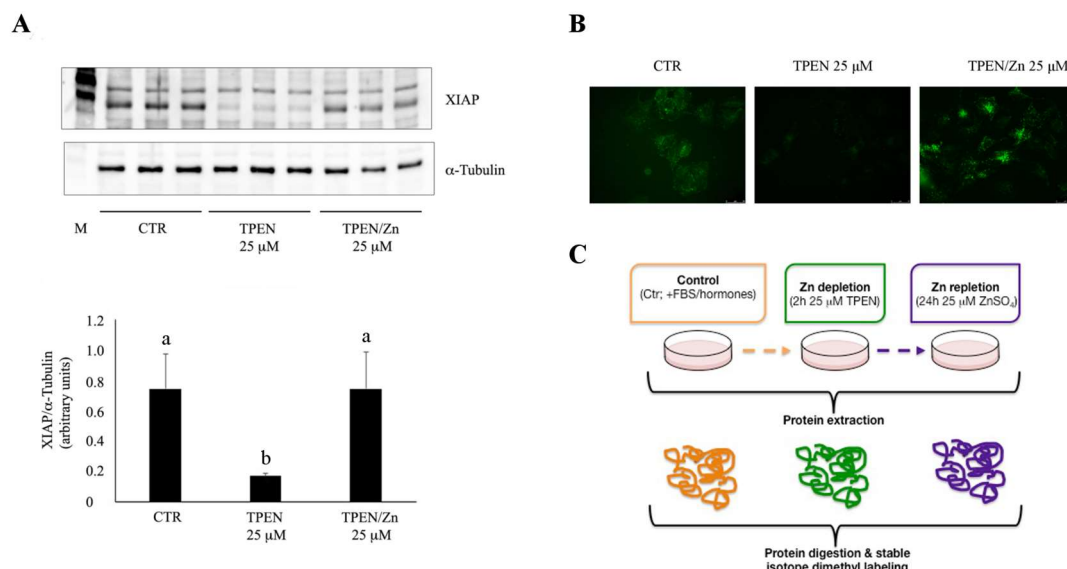 A
XIAP
α-Tubulin
M CTR TPEN TPEN/Zn
25 μM 25 μM
XIAP/α-Tubulin
(arbitrary units)
1.2
1.0
0.8
0.6
0.4
0.2
0
a
b
a
CTR TPEN TPEN/Zn
25 μM 25 μM
B
CTR TPEN 25 μM TPEN/Zn 25 μM
C
Control
(Ctr; +FBS/hormones)
Zn depletion
(2h 25 μM TPEN)
Zn repletion
(24h 25 μM ZnSO₄)
Protein extraction
Protein digestion & stable
isotope dimethyl labeling